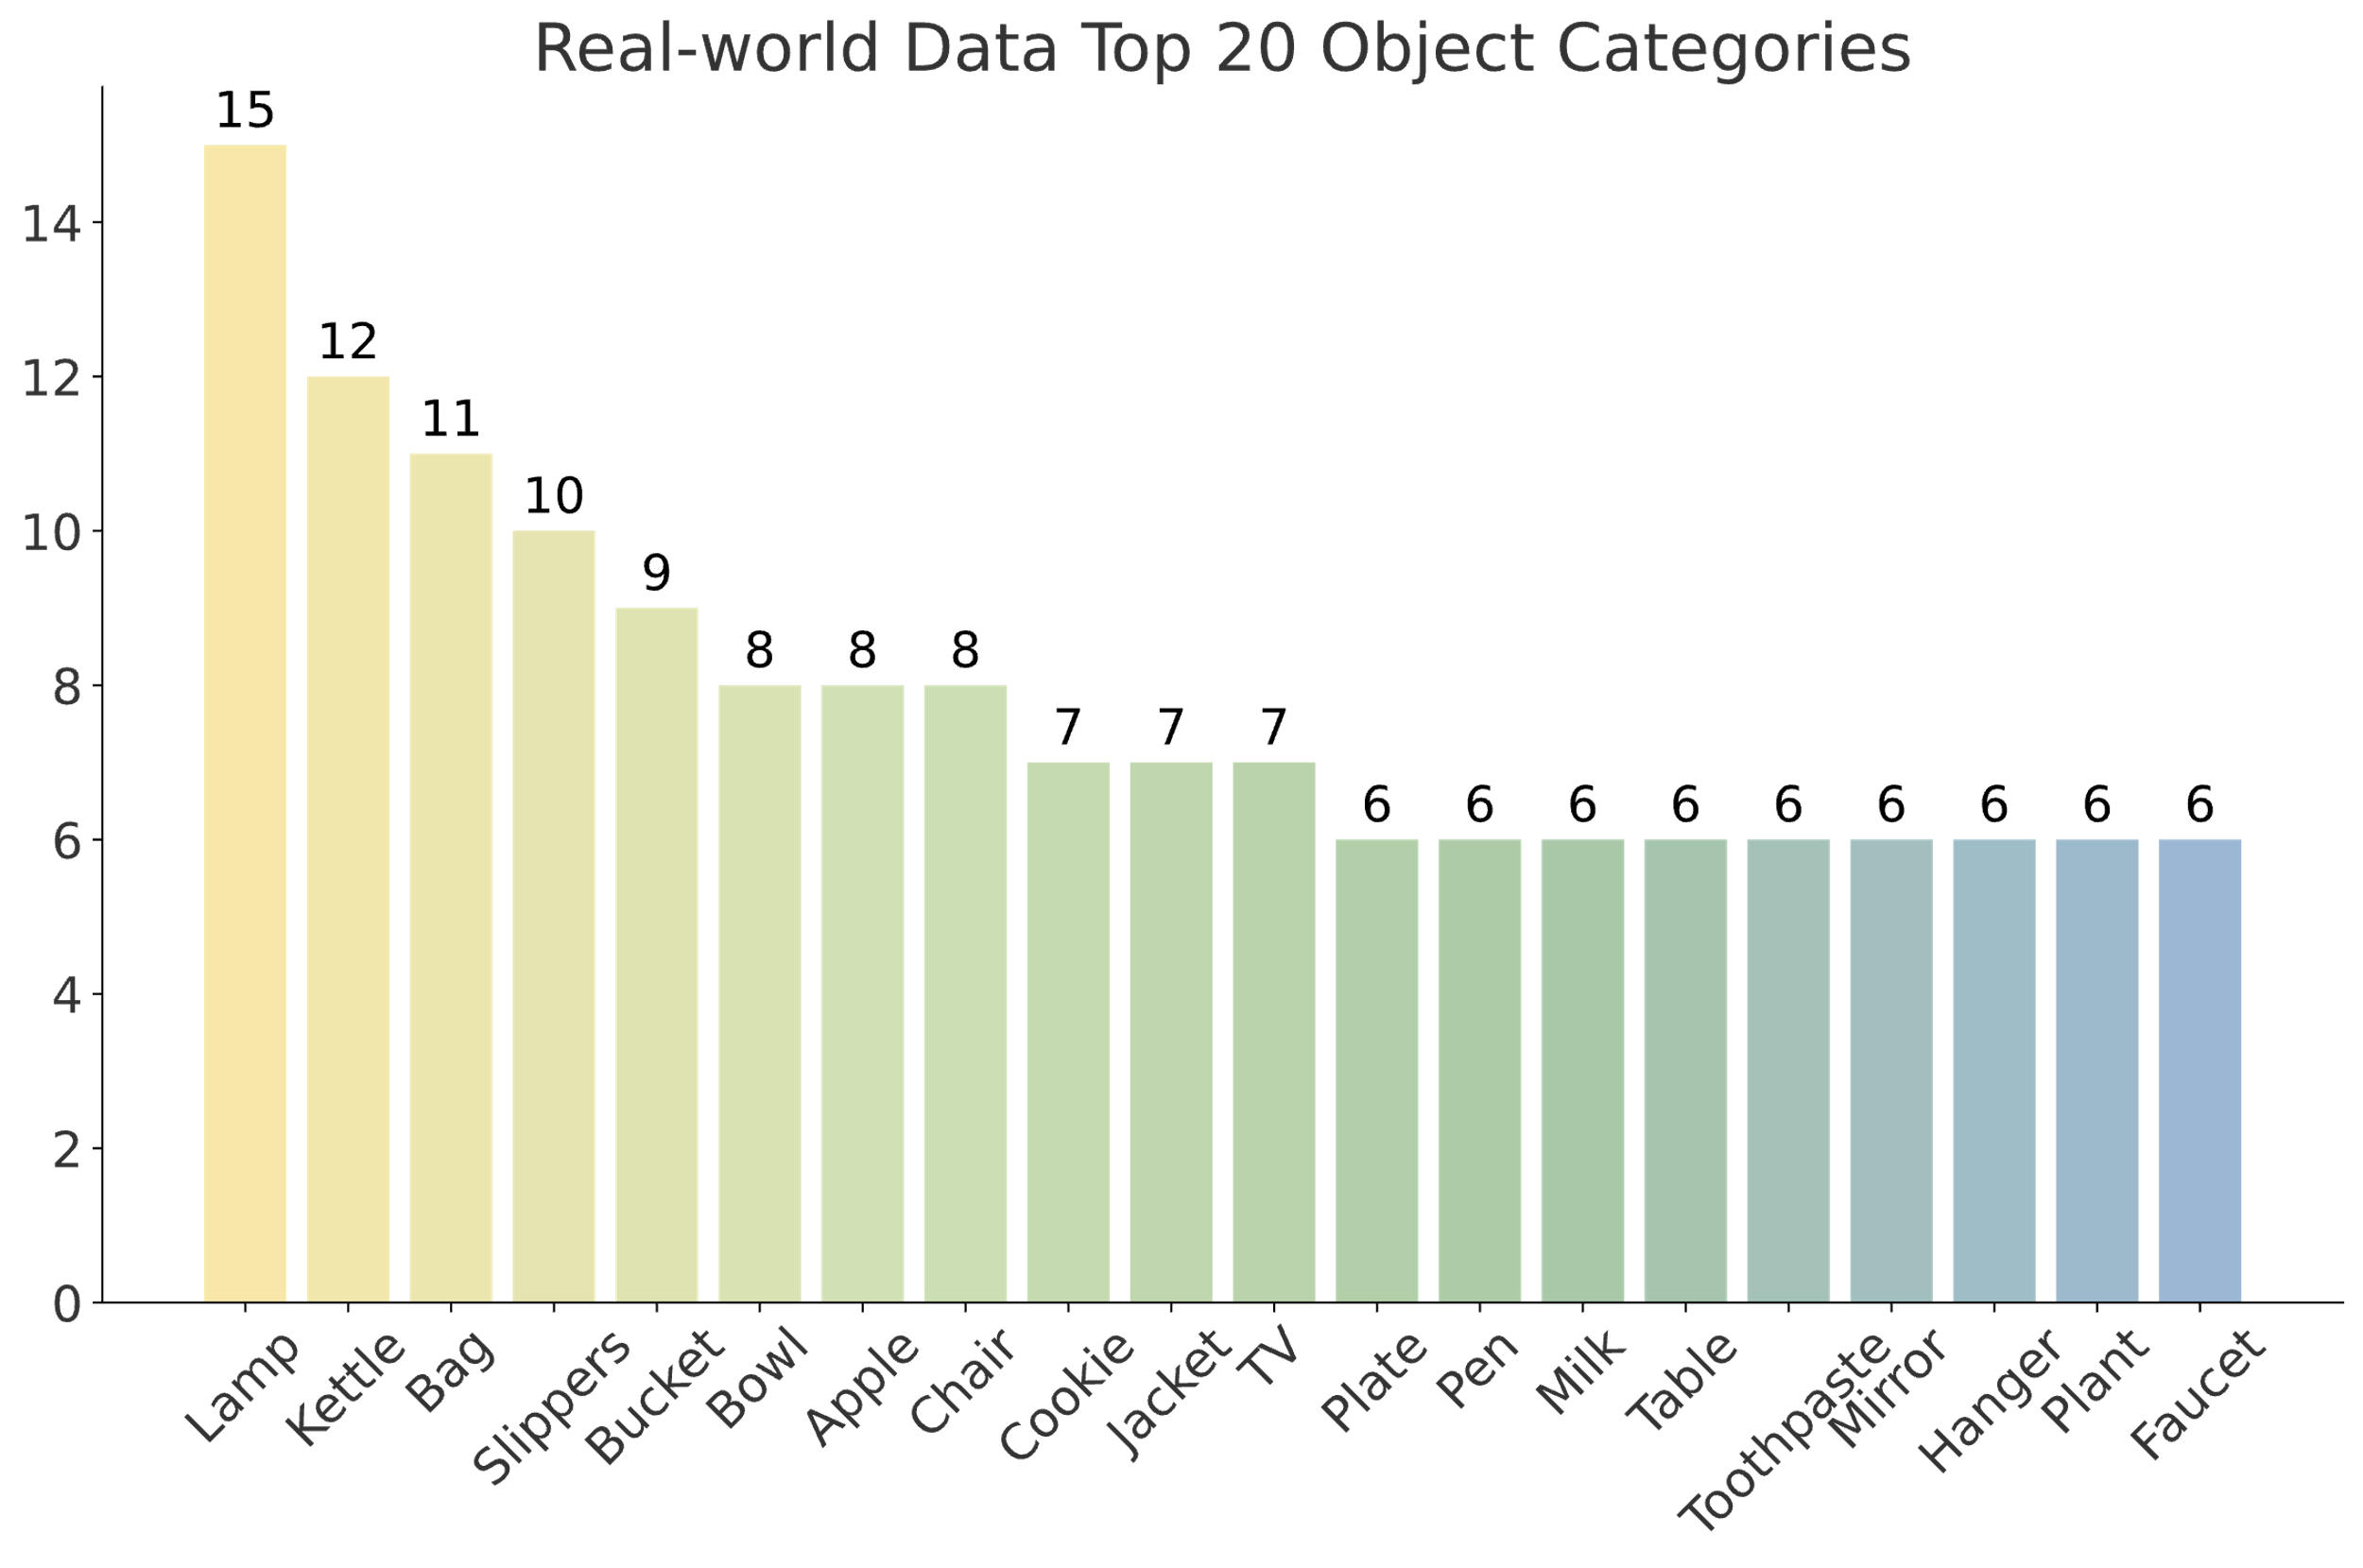 Real-world Data Top 20 Object Categories
15
14
12
12
11
10
10
9
8
8
8
8
7
7
7
6
6
6
6
6
6
6
6
6
6
4
2
0
Lamp
Kettle
Bag
Slippers
Bucket
Bowl
Apple
Chair
Cookie
Jacket
TV
Plate
Pen
Milk
Table
Toothpaste
Mirror
Hanger
Plant
Faucet